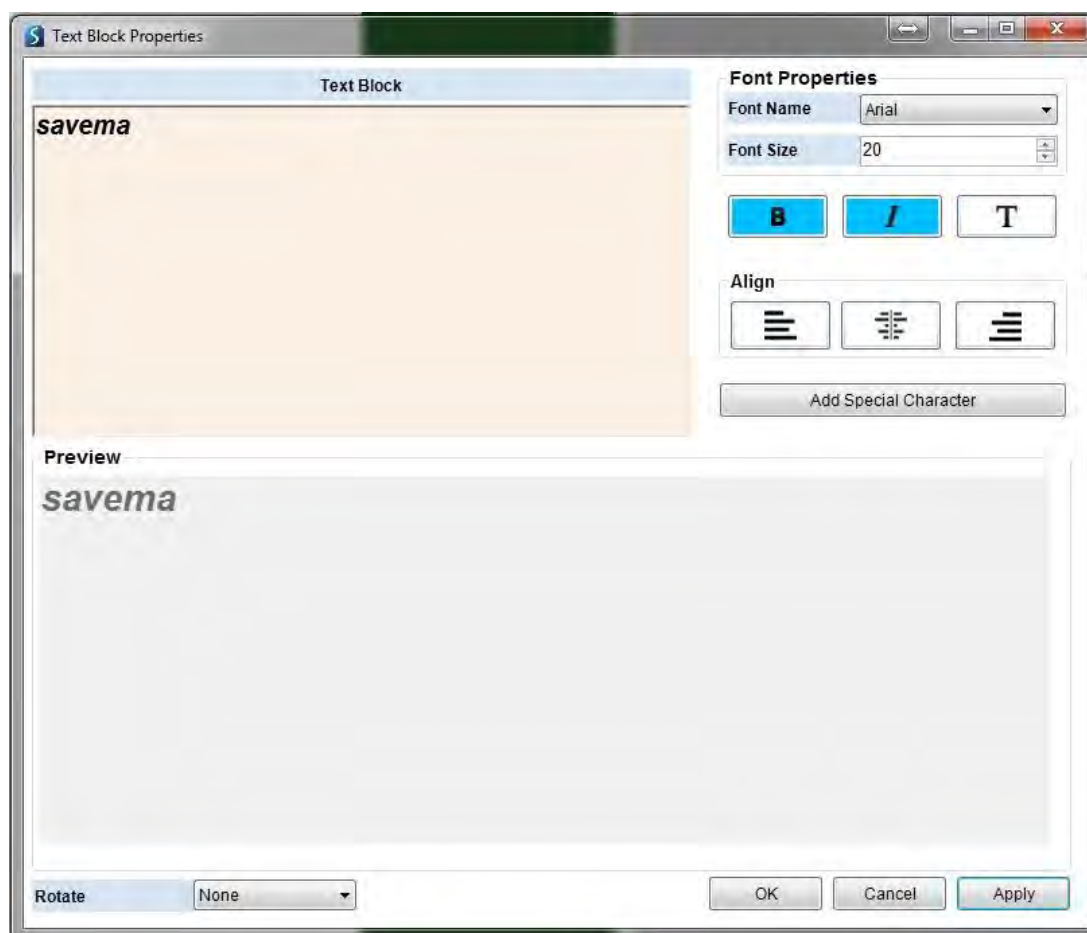 Text Block Properties
Text Block
savema
Font Properties
Font Name
Arial
Font Size
20
B
I
T
Align
Add Special Character
Preview
savema
Rotate
None
OK
Cancel
Apply